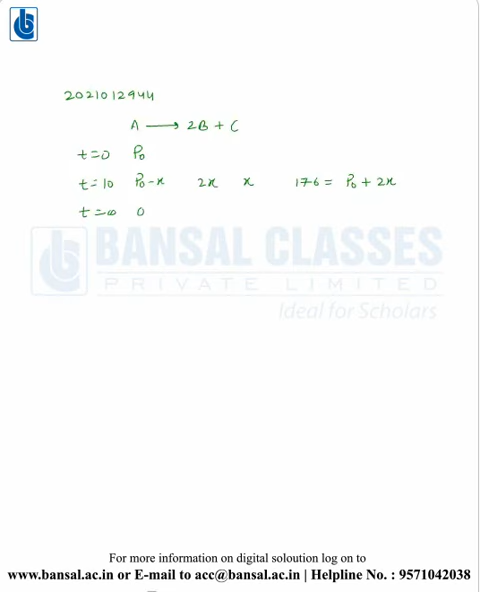 2021012944
A → 2B + C
t=0 P₀
t=10 P₀-x 2x x 176 = P₀ + 2x
t=∞ 0
BANSAL CLASSES
PRIVATE LIMITED
Ideal for Scholars
For more information on digital soloution log on to
www.bansal.ac.in or E-mail to acc@bansal.ac.in | Helpline No. : 9571042038